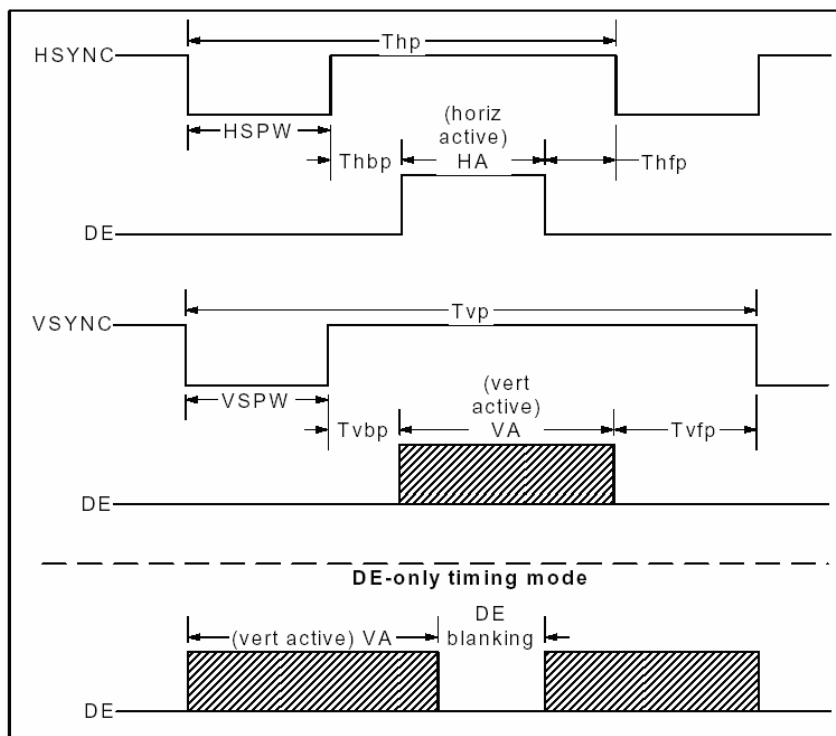 Thp
HSYNC
HSPW
(horiz
active)
Thbp HA Thfp
DE
Tvp
VSYNC
VSPW
(vert
active)
Tvbp VA Tvfp
DE
DE-only timing mode
(vert active) VA
DE
blanking
DE